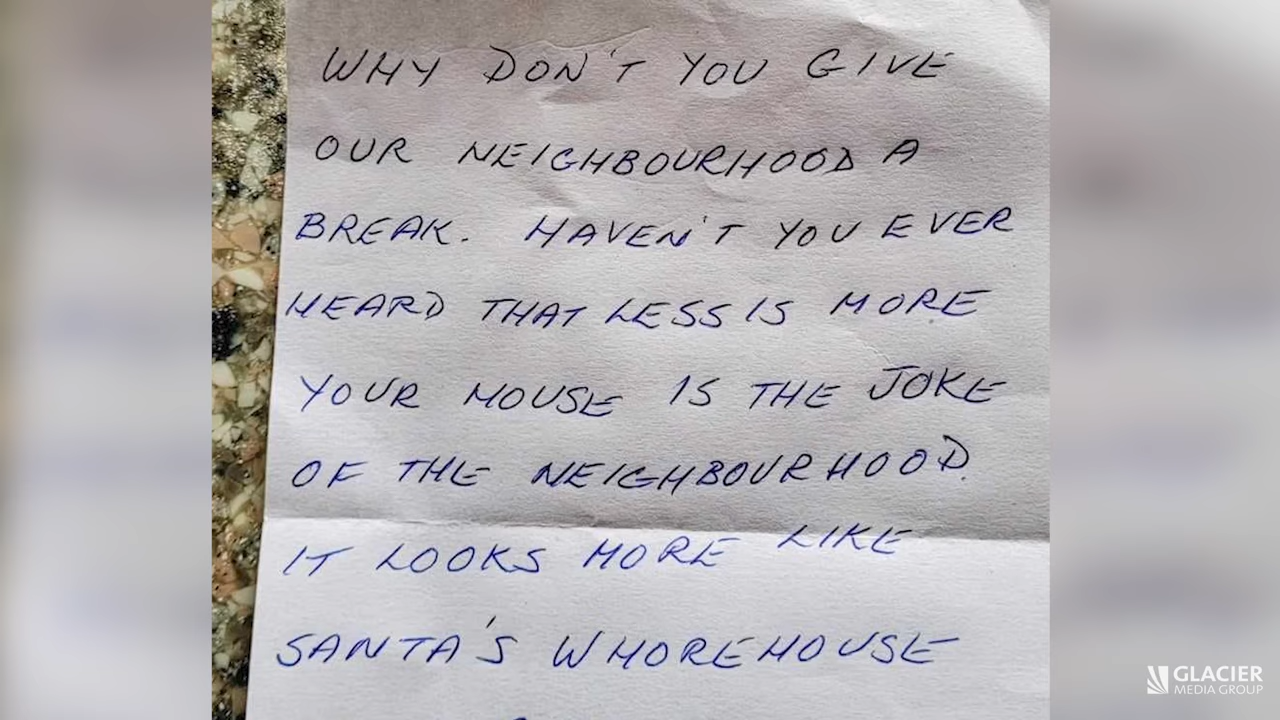 WHY DON'T YOU GIVE
OUR NEIGHBOURHOOD A
BREAK. HAVEN'T YOU EVER
HEARD THAT LESS IS MORE
YOUR HOUSE IS THE JOKE
OF THE NEIGHBOURHOOD.
IT LOOKS MORE LIKE
SANTA'S WHOREHOUSE
GLACIER
MEDIA GROUP